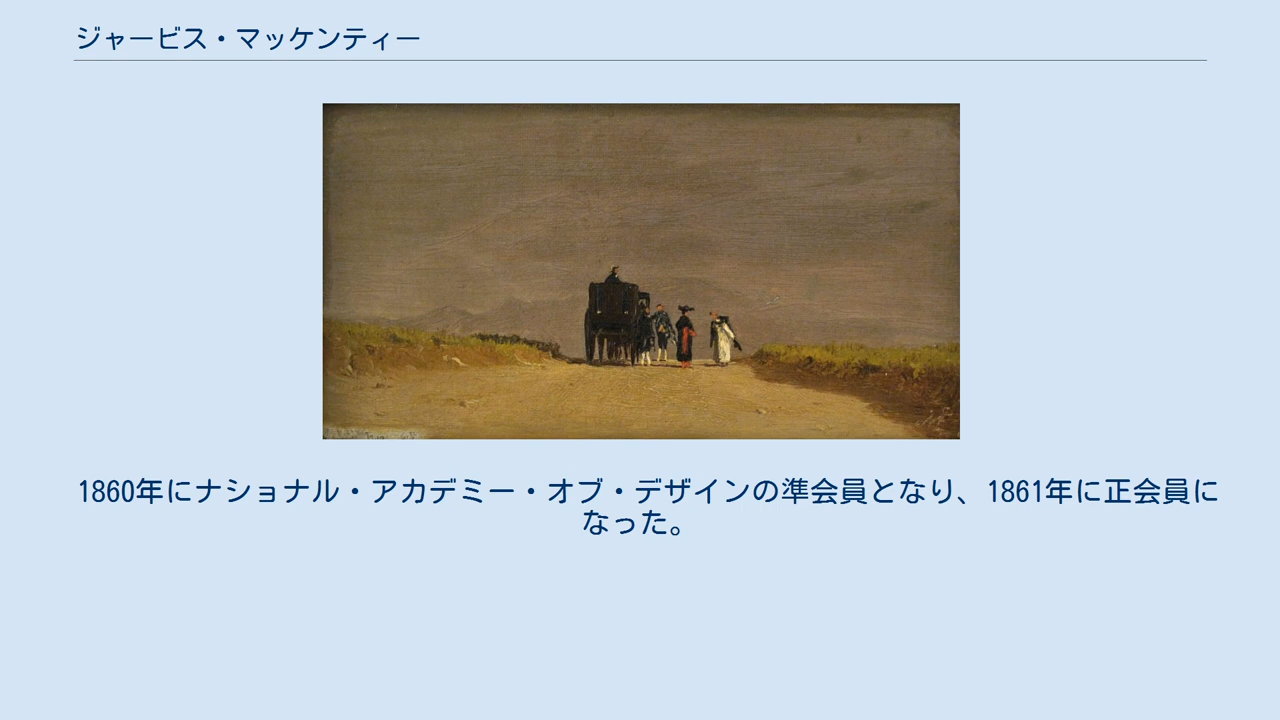 ジャービス・マッケンティー
1860年にナショナル・アカデミー・オブ・デザインの準会員となり、1861年に正会員に
なった。